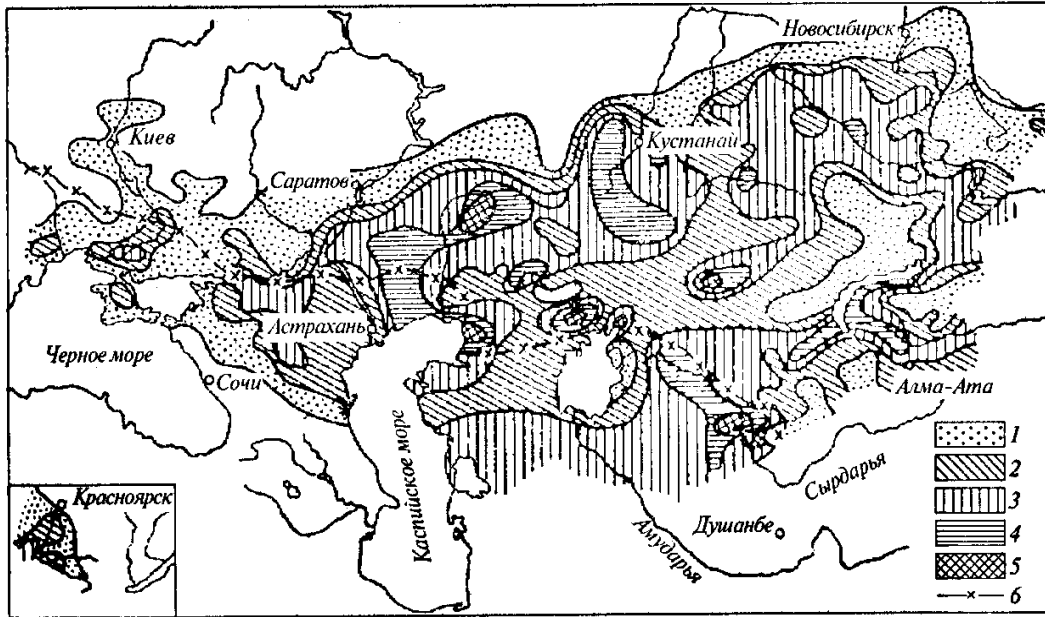 Новосибирск
Киев
Кустанай
Саратов
Астрахань
Черное море
Сочи
Алма-Ата
Каспийское море
Сырдарья
Амударья
Душанбе
Красноярск
1
2
3
4
5
6